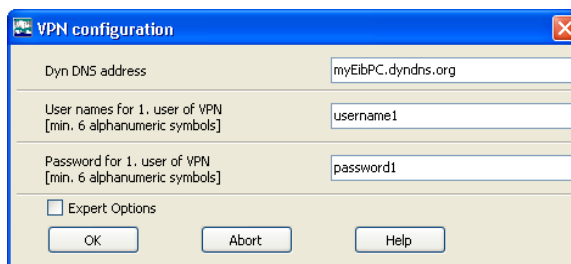 VPN configuration
Dyn DNS address
myEibPC.dyndns.org
User names for 1. user of VPN
[min. 6 alphanumeric symbols]
username1
Password for 1. user of VPN
[min. 6 alphanumeric symbols]
password1
Expert Options
OK
Abort
Help